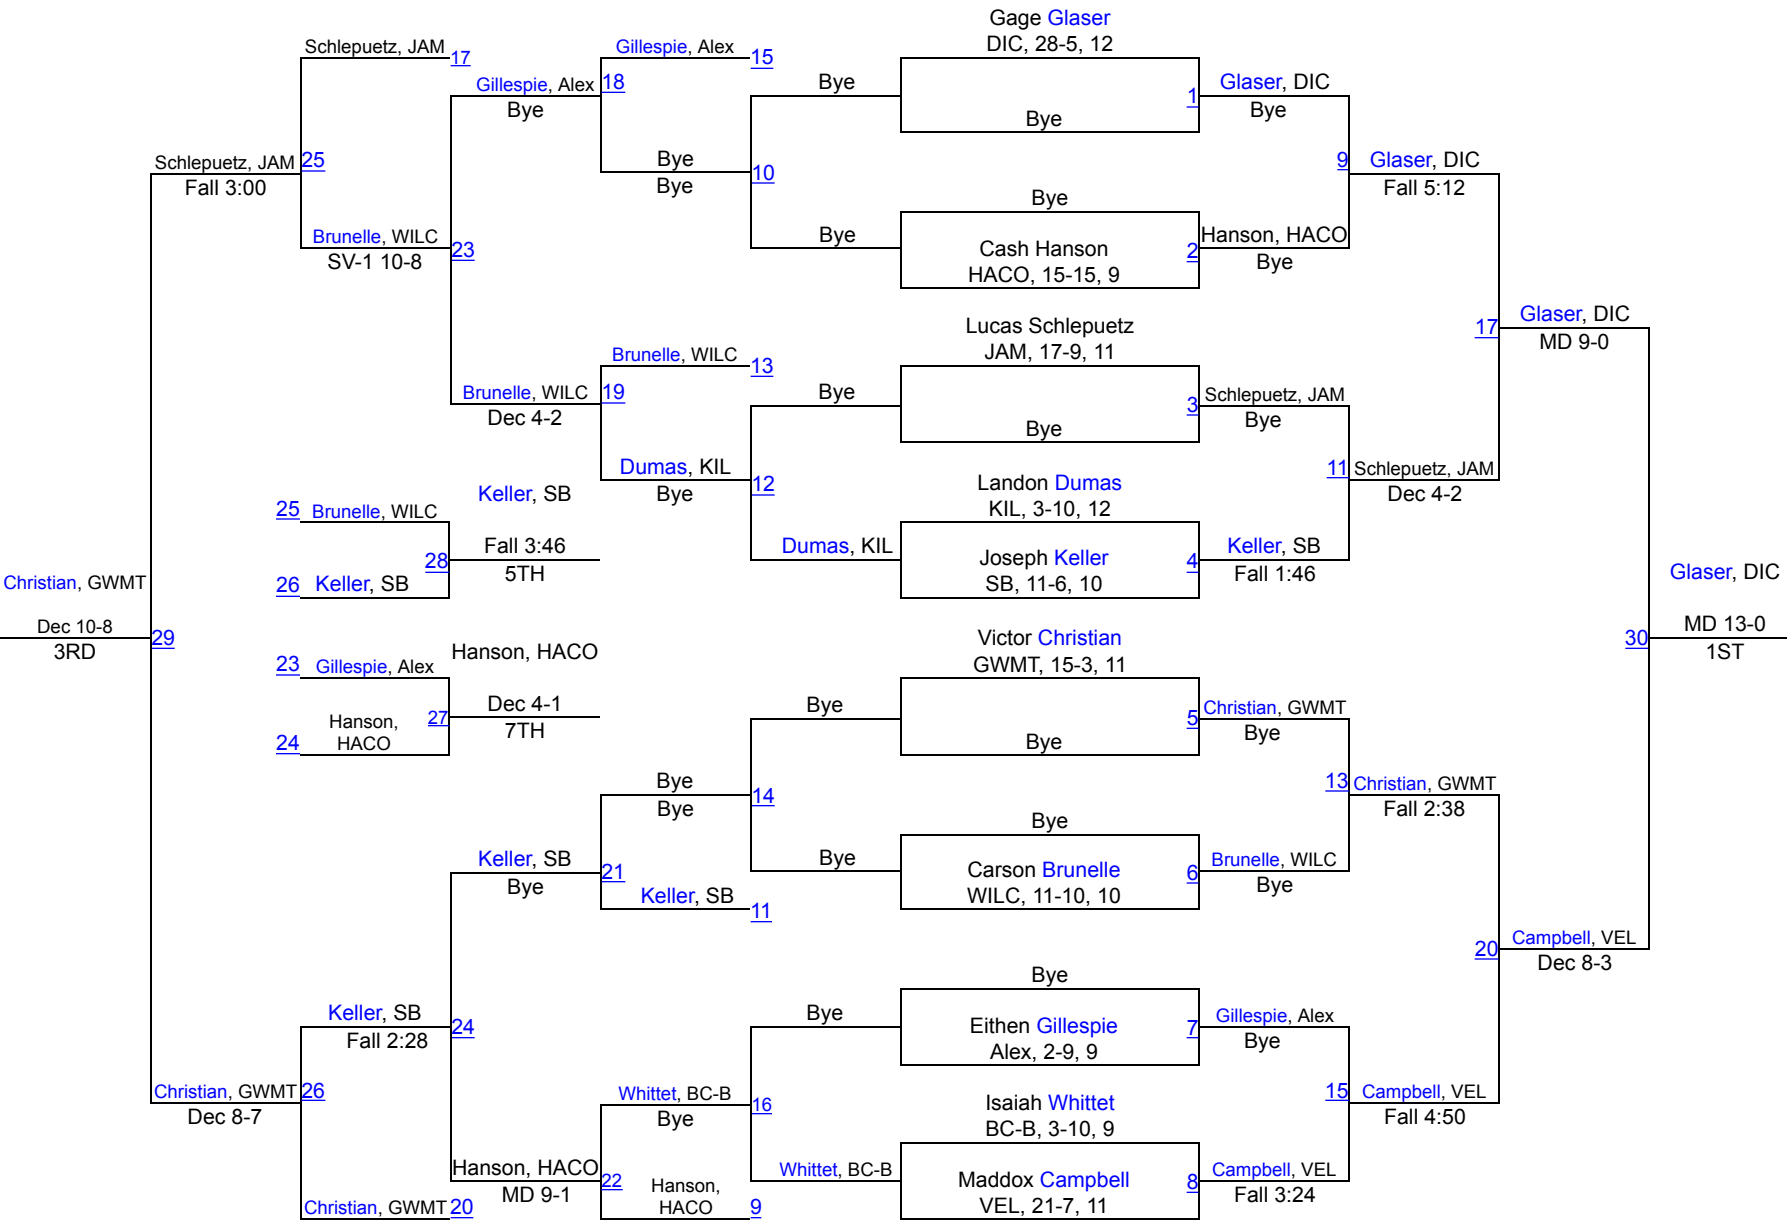 Gage Glaser
DIC, 28-5, 12
Schlepuetz, JAM
17
Gillespie, Alex
15
Gillespie, Alex
18
Bye
Bye
1
Glaser, DIC
Bye
Bye
Bye
Schlepuetz, JAM
25
Fall 3:00
Bye
10
Bye
9
Glaser, DIC
Fall 5:12
Bye
Brunelle, WILC
23
SV-1 10-8
Bye
Cash Hanson
HACO, 15-15, 9
2
Hanson, HACO
Bye
Lucas Schlepuetz
JAM, 17-9, 11
17
Glaser, DIC
MD 9-0
Brunelle, WILC
13
Brunelle, WILC
19
Dec 4-2
Bye
Bye
3
Schlepuetz, JAM
Bye
Dumas, KIL
12
Bye
11
Schlepuetz, JAM
Dec 4-2
Landon Dumas
KIL, 3-10, 12
25
Brunelle, WILC
Keller, SB
28
Fall 3:46
5TH
26
Keller, SB
Dumas, KIL
Joseph Keller
SB, 11-6, 10
4
Keller, SB
Fall 1:46
Christian, GWMT
Dec 10-8
3RD
29
Glaser, DIC
30
MD 13-0
1ST
Victor Christian
GWMT, 15-3, 11
23
Gillespie, Alex
Hanson, HACO
27
Dec 4-1
7TH
24
Hanson,
HACO
Bye
Bye
5
Christian, GWMT
Bye
Bye
14
Bye
13
Christian, GWMT
Fall 2:38
Bye
Keller, SB
21
Bye
Bye
Carson Brunelle
WILC, 11-10, 10
6
Brunelle, WILC
Bye
Keller, SB
11
20
Campbell, VEL
Dec 8-3
Bye
Keller, SB
24
Fall 2:28
Bye
Eithen Gillespie
Alex, 2-9, 9
7
Gillespie, Alex
Bye
Christian, GWMT
26
Dec 8-7
Whittet, BC-B
16
Bye
Isaiah Whittet
BC-B, 3-10, 9
15
Campbell, VEL
Fall 4:50
Hanson, HACO
22
MD 9-1
Whittet, BC-B
Maddox Campbell
VEL, 21-7, 11
8
Campbell, VEL
Fall 3:24
Christian, GWMT
20
Hanson,
HACO
9